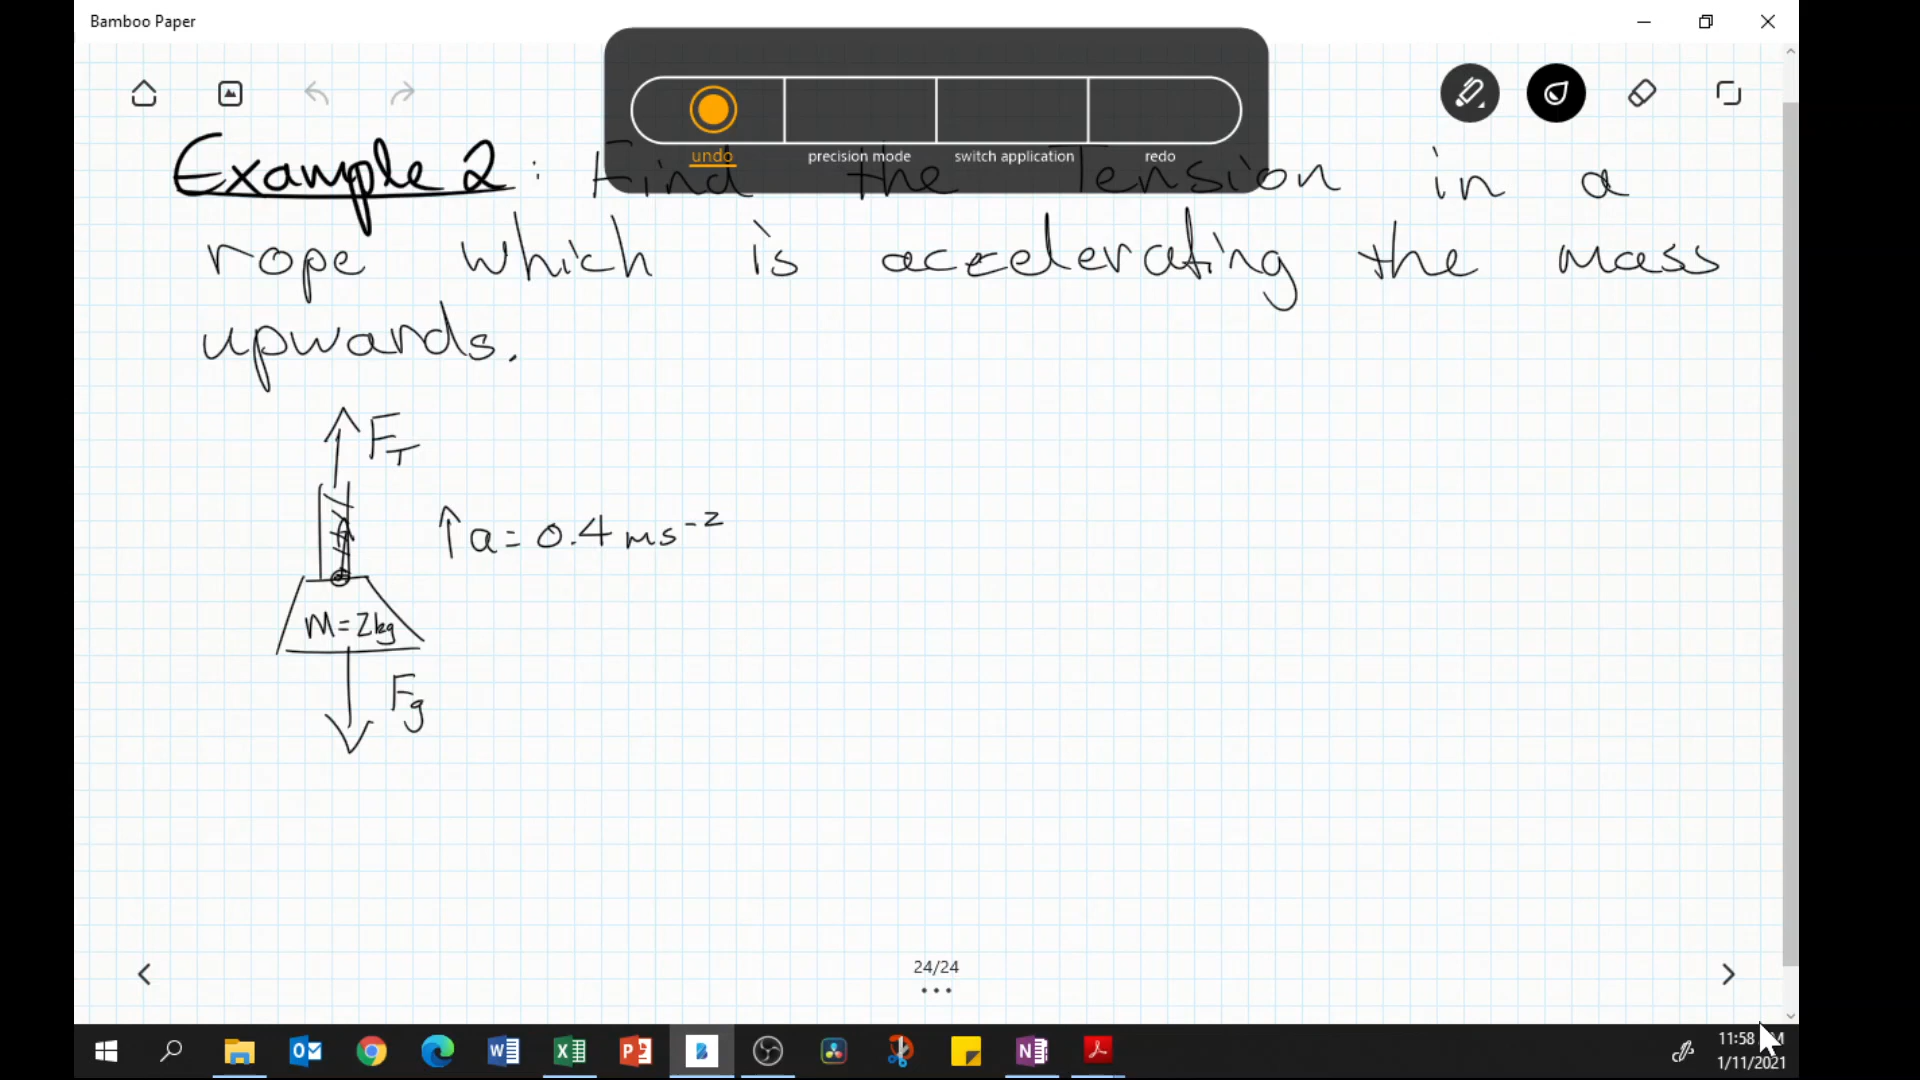 Bamboo Paper
undo precision mode switch application redo
Example 2: Find the Tension in a
rope which is accelerating the mass
upwards.
F_T
↑ a = 0.4 ms⁻²
M = 2kg
F_g
24/24
11:58 AM
1/11/2021